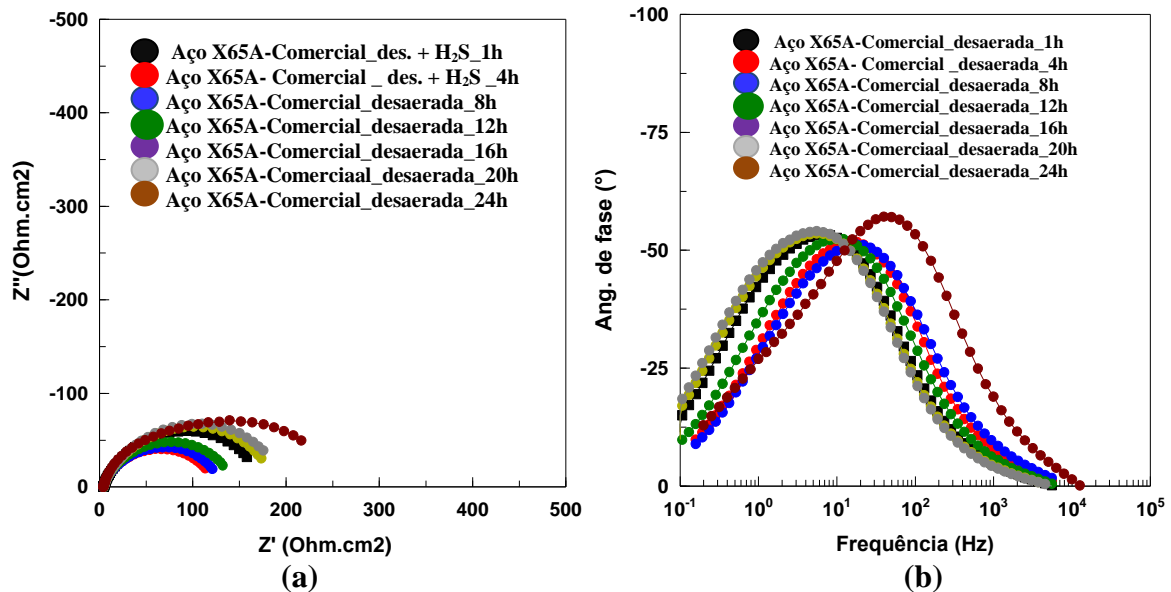 -500
-400
-300
-200
-100
0
Z''(Ohm.cm2)
Aço X65A-Comercial_des. + H₂S_1h
Aço X65A- Comercial _ des. + H₂S _4h
Aço X65A-Comercial_desaerada_8h
Aço X65A-Comercial_desaerada_12h
Aço X65A-Comercial_desaerada_16h
Aço X65A-Comerciaal_desaerada_20h
Aço X65A-Comercial_desaerada_24h
0 100 200 300 400 500
Z' (Ohm.cm2)
(a)
-100
-75
-50
-25
0
Ang. de fase (°)
Aço X65A-Comercial_desaerada_1h
Aço X65A- Comercial _desaerada_4h
Aço X65A-Comercial_desaerada_8h
Aço X65A-Comercial_desaerada_12h
Aço X65A-Comercial_desaerada_16h
Aço X65A-Comercial_desaerada_20h
Aço X65A-Comercial_desaerada_24h
10⁻¹ 10⁰ 10¹ 10² 10³ 10⁴ 10⁵
Frequência (Hz)
(b)